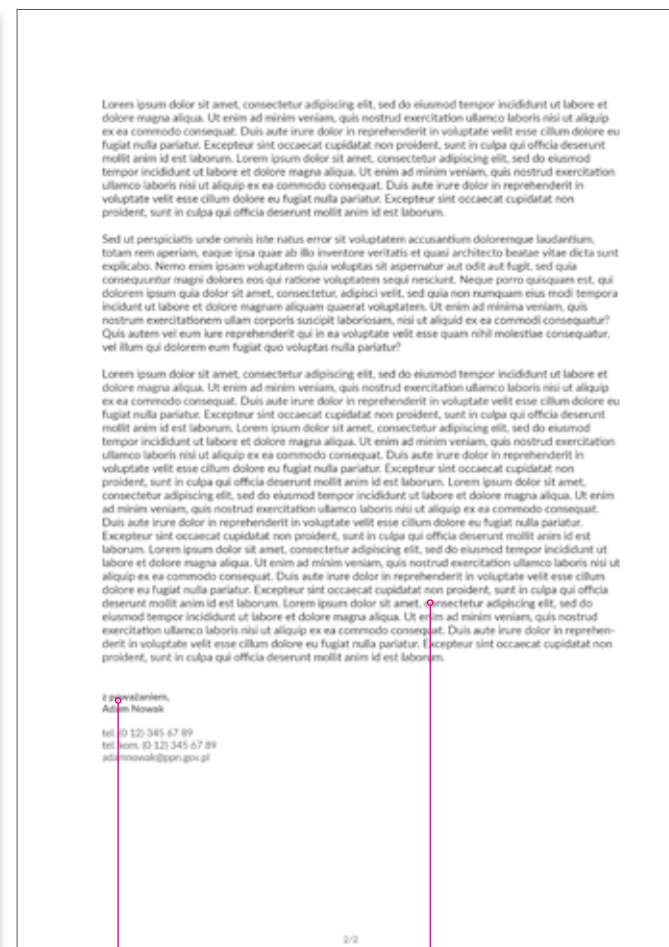 Lorem ipsum dolor sit amet, consectetur adipiscing elit, sed do eiusmod tempor incididunt ut labore et
dolore magna aliqua. Ut enim ad minim veniam, quis nostrud exercitation ullamco laboris nisi ut aliquip
ex ea commodo consequat. Duis aute irure dolor in reprehenderit in voluptate velit esse cillum dolore eu
fugiat nulla pariatur. Excepteur sint occaecat cupidatat non proident, sunt in culpa qui officia deserunt
mollit anim id est laborum. Lorem ipsum dolor sit amet, consectetur adipiscing elit, sed do eiusmod
tempor incididunt ut labore et dolore magna aliqua. Ut enim ad minim veniam, quis nostrud exercitation
ullamco laboris nisi ut aliquip ex ea commodo consequat. Duis aute irure dolor in reprehenderit in
voluptate velit esse cillum dolore eu fugiat nulla pariatur. Excepteur sint occaecat cupidatat non
proident, sunt in culpa qui officia deserunt mollit anim id est laborum.
Sed ut perspiciatis unde omnis iste natus error sit voluptatem accusantium doloremque laudantium,
totam rem aperiam, eaque ipsa quae ab illo inventore veritatis et quasi architecto beatae vitae dicta sunt
explicabo. Nemo enim ipsam voluptatem quia voluptas sit aspernatur aut odit aut fugit, sed quia
consequuntur magni dolores eos qui ratione voluptatem sequi nesciunt. Neque porro quisquam est, qui
dolorem ipsum quia dolor sit amet, consectetur, adipisci velit, sed quia non numquam eius modi tempora
incidunt ut labore et dolore magnam aliquam quaerat voluptatem. Ut enim ad minima veniam, quis
nostrum exercitationem ullam corporis suscipit laboriosam, nisi ut aliquid ex ea commodi consequatur?
Quis autem vel eum iure reprehenderit qui in ea voluptate velit esse quam nihil molestiae consequatur,
vel illum qui dolorem eum fugiat quo voluptas nulla pariatur?
Lorem ipsum dolor sit amet, consectetur adipiscing elit, sed do eiusmod tempor incididunt ut labore et
dolore magna aliqua. Ut enim ad minim veniam, quis nostrud exercitation ullamco laboris nisi ut aliquip
ex ea commodo consequat. Duis aute irure dolor in reprehenderit in voluptate velit esse cillum dolore eu
fugiat nulla pariatur. Excepteur sint occaecat cupidatat non proident, sunt in culpa qui officia deserunt
mollit anim id est laborum. Lorem ipsum dolor sit amet, consectetur adipiscing elit, sed do eiusmod
tempor incididunt ut labore et dolore magna aliqua. Ut enim ad minim veniam, quis nostrud exercitation
ullamco laboris nisi ut aliquip ex ea commodo consequat. Duis aute irure dolor in reprehenderit in
voluptate velit esse cillum dolore eu fugiat nulla pariatur. Excepteur sint occaecat cupidatat non
proident, sunt in culpa qui officia deserunt mollit anim id est laborum. Lorem ipsum dolor sit amet,
consectetur adipiscing elit, sed do eiusmod tempor incididunt ut labore et dolore magna aliqua. Ut enim
ad minim veniam, quis nostrud exercitation ullamco laboris nisi ut aliquip ex ea commodo consequat.
Duis aute irure dolor in reprehenderit in voluptate velit esse cillum dolore eu fugiat nulla pariatur.
Excepteur sint occaecat cupidatat non proident, sunt in culpa qui officia deserunt mollit anim id est
laborum. Lorem ipsum dolor sit amet, consectetur adipiscing elit, sed do eiusmod tempor incididunt ut
labore et dolore magna aliqua. Ut enim ad minim veniam, quis nostrud exercitation ullamco laboris nisi ut
aliquip ex ea commodo consequat. Duis aute irure dolor in reprehenderit in voluptate velit esse cillum
dolore eu fugiat nulla pariatur. Excepteur sint occaecat cupidatat non proident, sunt in culpa qui officia
deserunt mollit anim id est laborum. Lorem ipsum dolor sit amet, consectetur adipiscing elit, sed do
eiusmod tempor incididunt ut labore et dolore magna aliqua. Ut enim ad minim veniam, quis nostrud
exercitation ullamco laboris nisi ut aliquip ex ea commodo consequat. Duis aute irure dolor in reprehen-
derit in voluptate velit esse cillum dolore eu fugiat nulla pariatur. Excepteur sint occaecat cupidatat non
proident, sunt in culpa qui officia deserunt mollit anim id est laborum.
z poważaniem,
Adam Nowak
tel. (0 12) 345 67 89
tel. kom. (0 12) 345 67 89
adamnowak@ppn.gov.pl
2/2